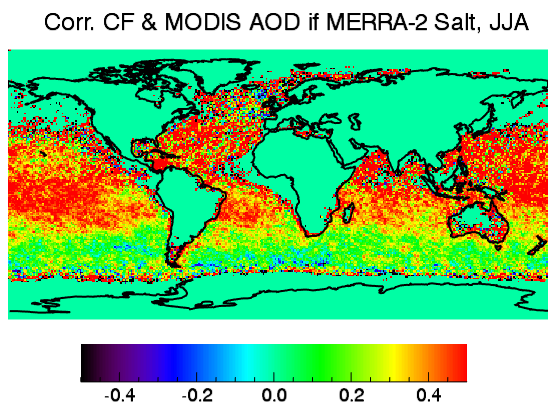 Corr. CF & MODIS AOD if MERRA-2 Salt, JJA
-0.4 -0.2 0.0 0.2 0.4